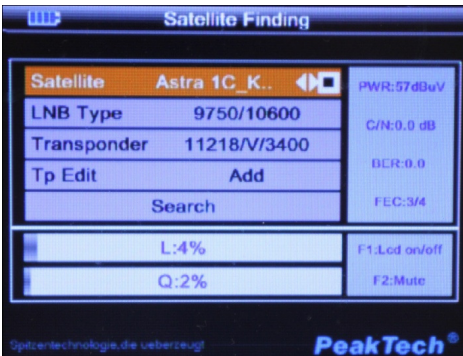 Satellite Finding
Satellite Astra 1C_K..
PWR:57dBuV
LNB Type 9750/10600
C/N:0.0 dB
Transponder 11218/V/3400
BER:0.0
Tp Edit Add
Search
FEC:3/4
L:4%
F1:Lcd on/off
Q:2%
F2:Mute
Spitzentechnologie,die ueberzeugt
PeakTech®